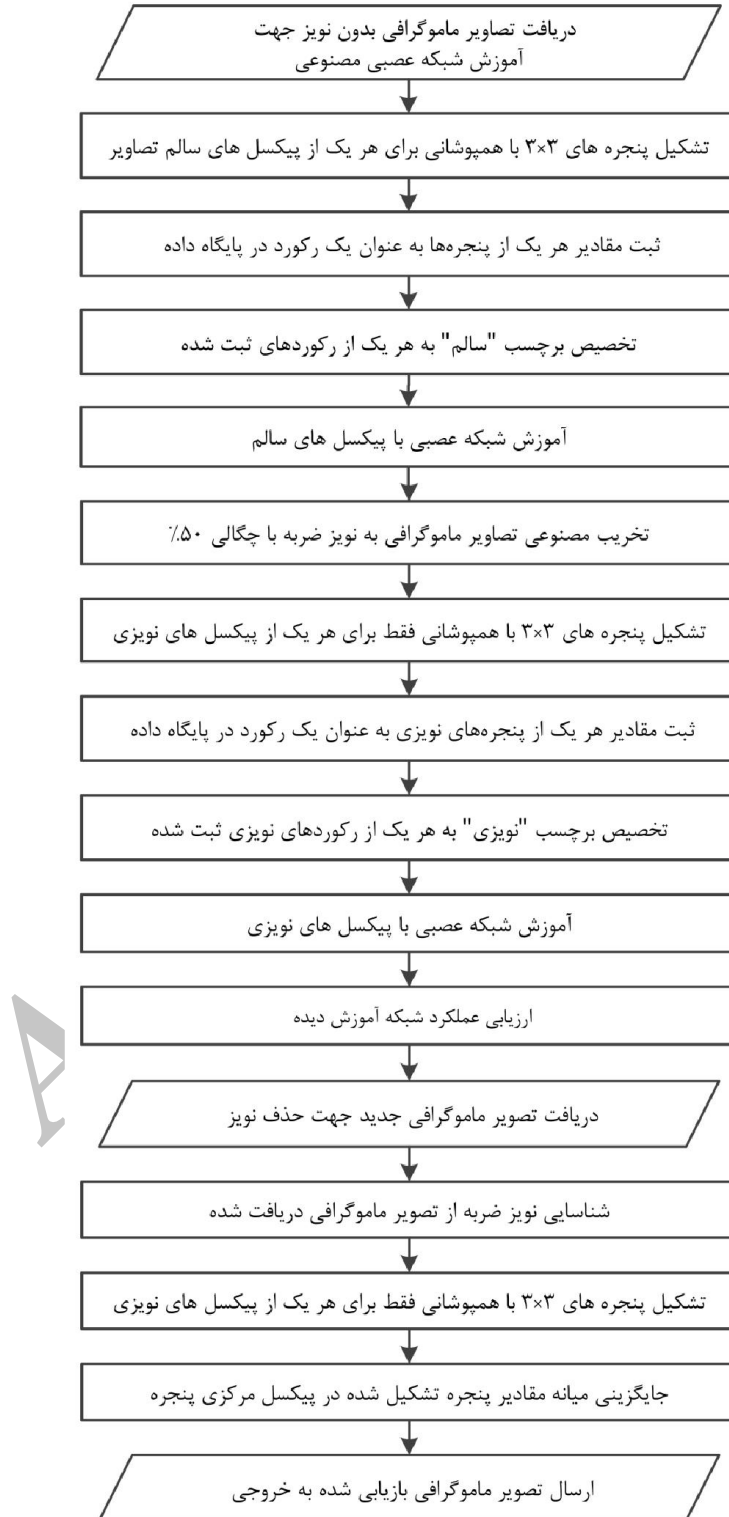 دریافت تصاویر ماموگرافی بدون نویز جهت
آموزش شبکه عصبی مصنوعی
تشکیل پنجره های ۳×۳ با همپوشانی برای هر یک از پیکسل های سالم تصاویر
ثبت مقادیر هر یک از پنجره‌ها به عنوان یک رکورد در پایگاه داده
تخصیص برچسب "سالم" به هر یک از رکوردهای ثبت شده
آموزش شبکه عصبی با پیکسل های سالم
تخریب مصنوعی تصاویر ماموگرافی به نویز ضربه با چگالی ۵۰٪
تشکیل پنجره های ۳×۳ با همپوشانی فقط برای هر یک از پیکسل های نویزی
ثبت مقادیر هر یک از پنجره‌های نویزی به عنوان یک رکورد در پایگاه داده
تخصیص برچسب "نویزی" به هر یک از رکوردهای نویزی ثبت شده
آموزش شبکه عصبی با پیکسل های نویزی
ارزیابی عملکرد شبکه آموزش دیده
دریافت تصویر ماموگرافی جدید جهت حذف نویز
شناسایی نویز ضربه از تصویر ماموگرافی دریافت شده
تشکیل پنجره های ۳×۳ با همپوشانی فقط برای هر یک از پیکسل های نویزی
جایگزینی میانه مقادیر پنجره تشکیل شده در پیکسل مرکزی پنجره
ارسال تصویر ماموگرافی بازیابی شده به خروجی
A